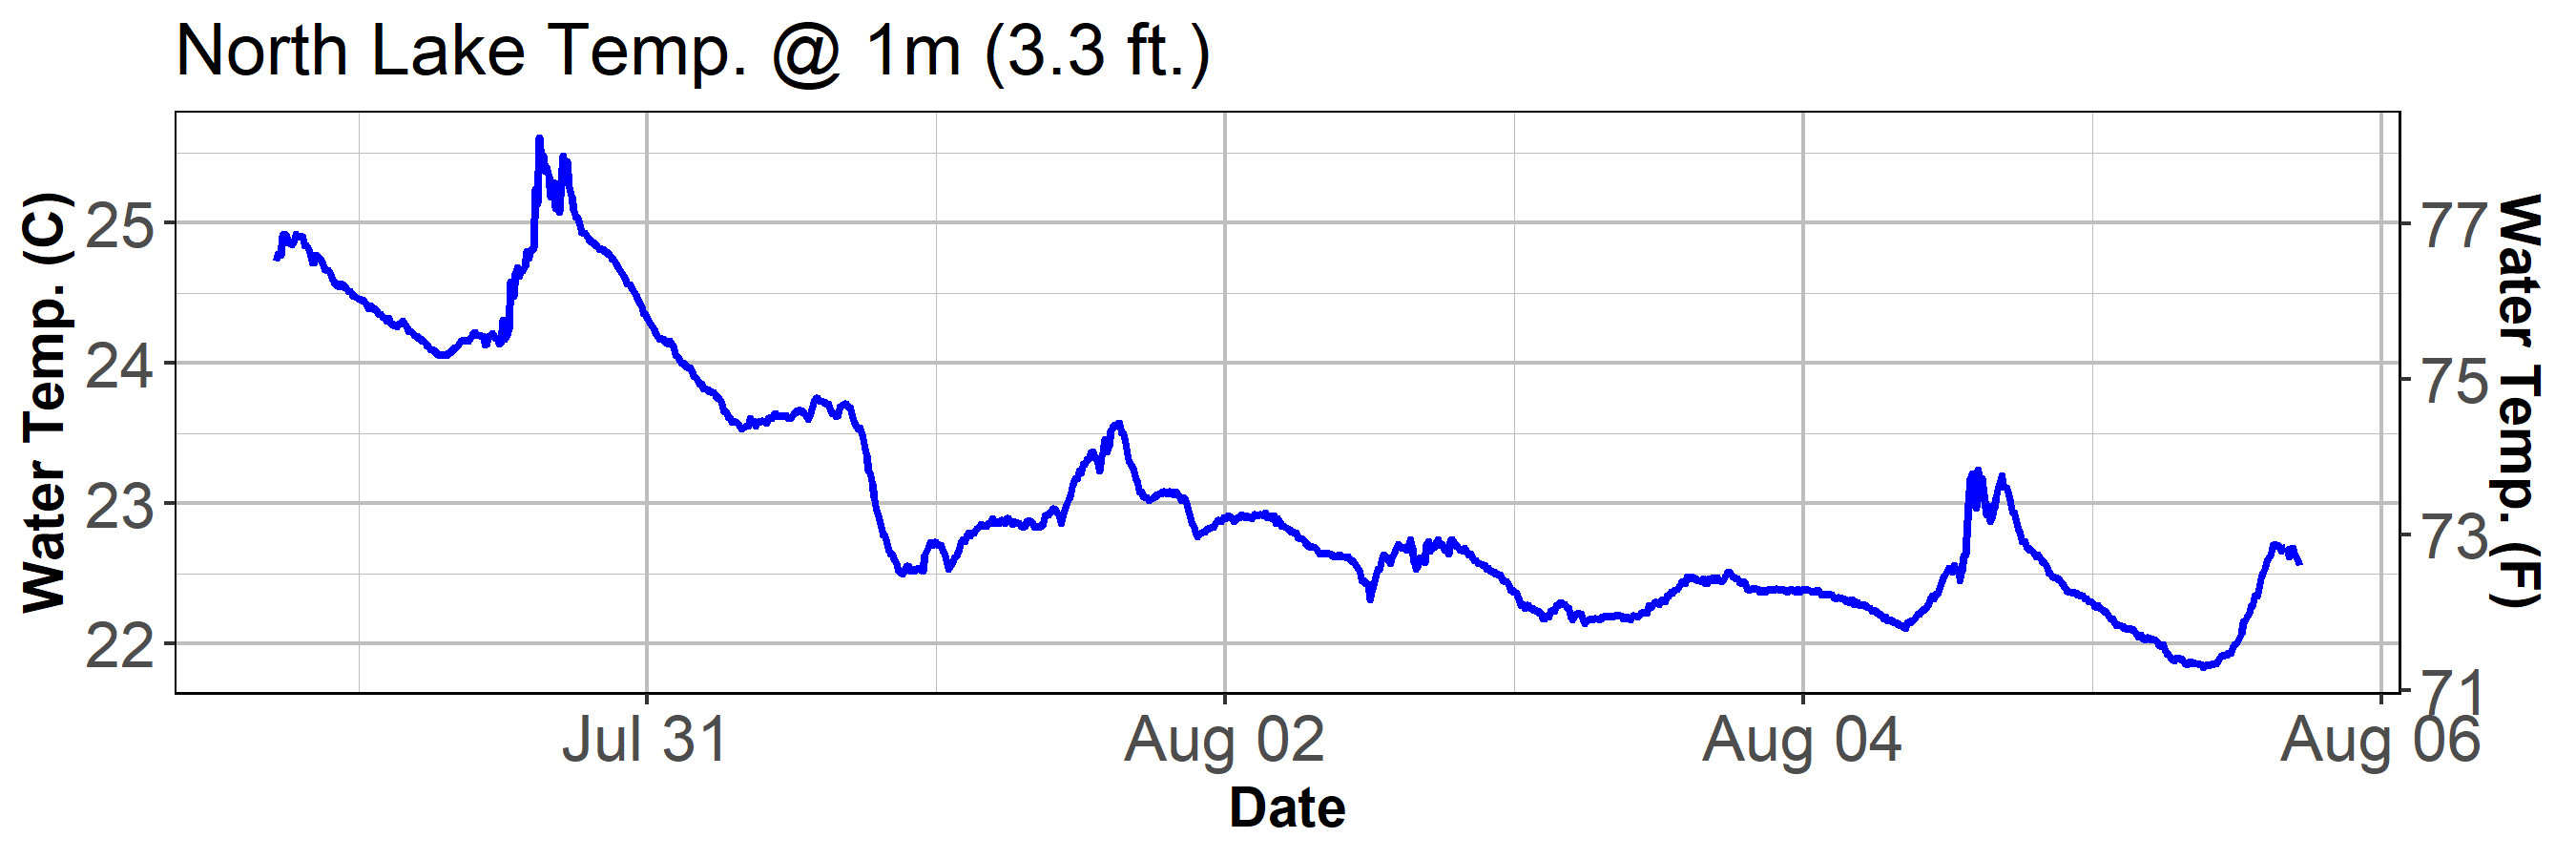 North Lake Temp. @ 1m (3.3 ft.)
Water Temp. (C)
25
24
23
22
77
75
73
71
Water Temp. (F)
Jul 31
Aug 02
Aug 04
Aug 06
Date